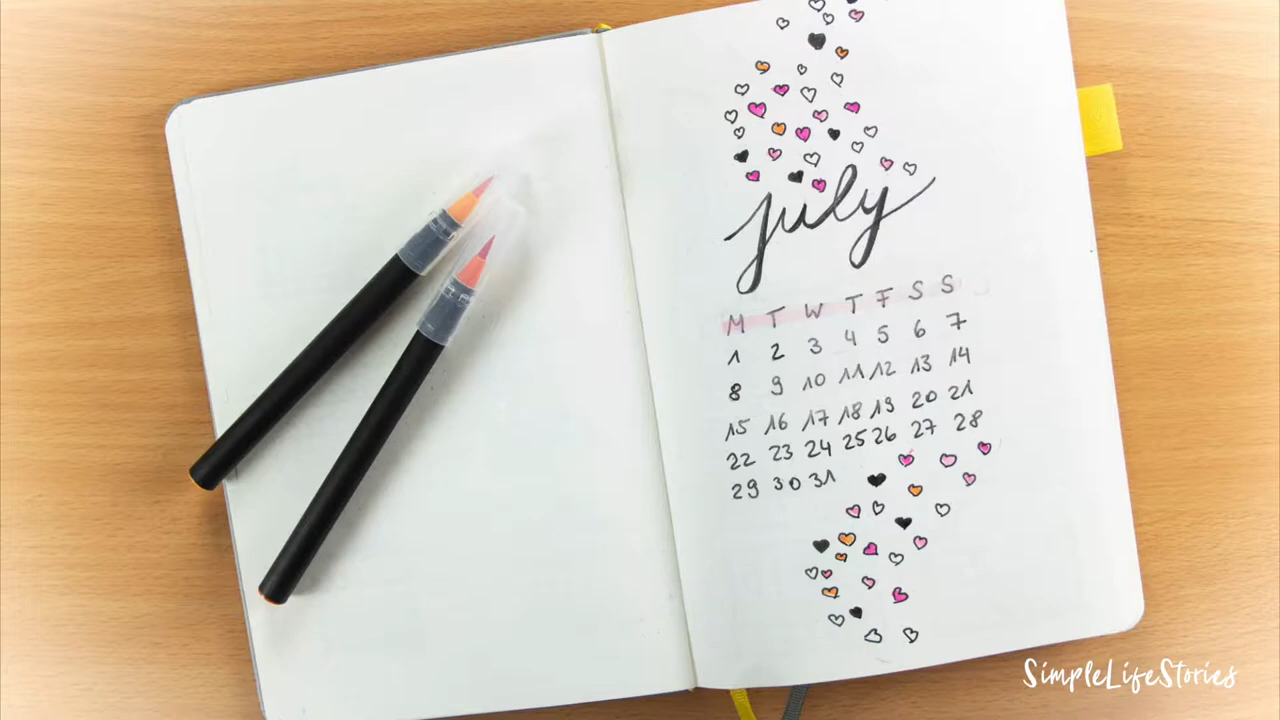 july
M T W T F S S
1 2 3 4 5 6 7
8 9 10 11 12 13 14
15 16 17 18 19 20 21
22 23 24 25 26 27 28
29 30 31
SimpleLifeStories